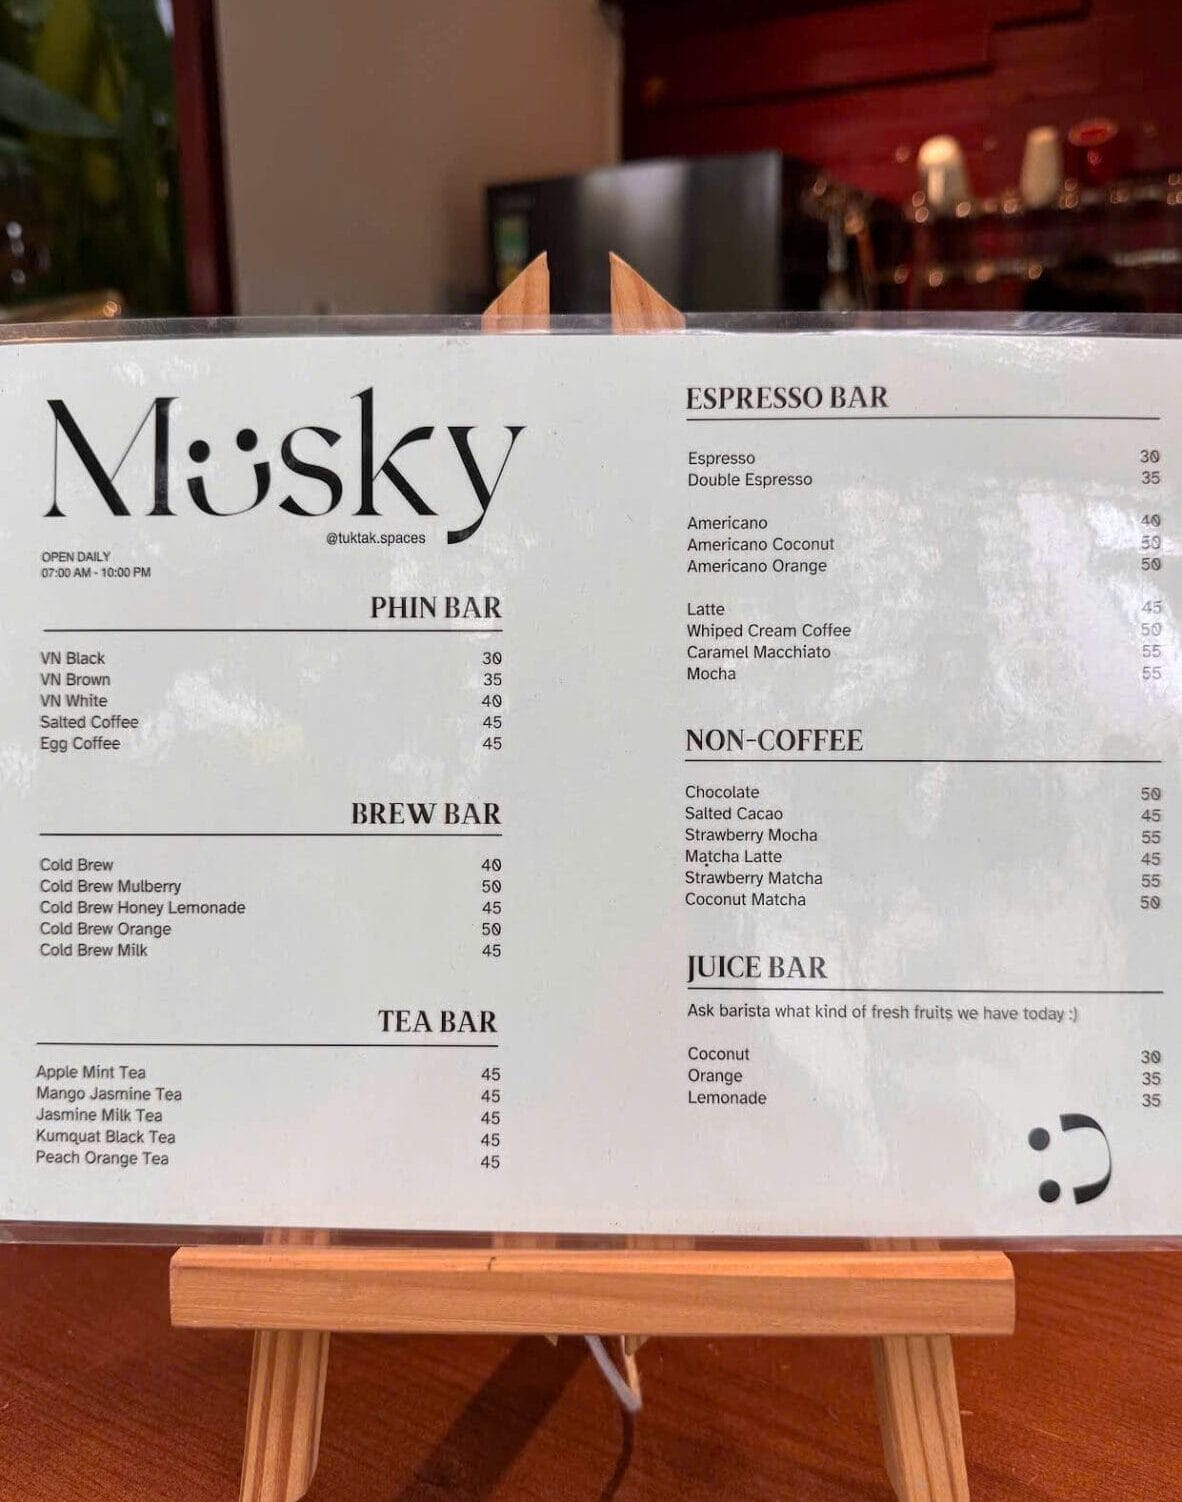 Müsky
@tuktak.spaces
OPEN DAILY
07:00 AM - 10:00 PM
PHIN BAR
VN Black 30
VN Brown 35
VN White 40
Salted Coffee 45
Egg Coffee 45
BREW BAR
Cold Brew 40
Cold Brew Mulberry 50
Cold Brew Honey Lemonade 45
Cold Brew Orange 50
Cold Brew Milk 45
TEA BAR
Apple Mint Tea 45
Mango Jasmine Tea 45
Jasmine Milk Tea 45
Kumquat Black Tea 45
Peach Orange Tea 45
ESPRESSO BAR
Espresso 30
Double Espresso 35
Americano 40
Americano Coconut 50
Americano Orange 50
Latte 45
Whiped Cream Coffee 50
Caramel Macchiato 55
Mocha 55
NON-COFFEE
Chocolate 50
Salted Cacao 45
Strawberry Mocha 55
Matcha Latte 45
Strawberry Matcha 55
Coconut Matcha 50
JUICE BAR
Ask barista what kind of fresh fruits we have today :)
Coconut 30
Orange 35
Lemonade 35